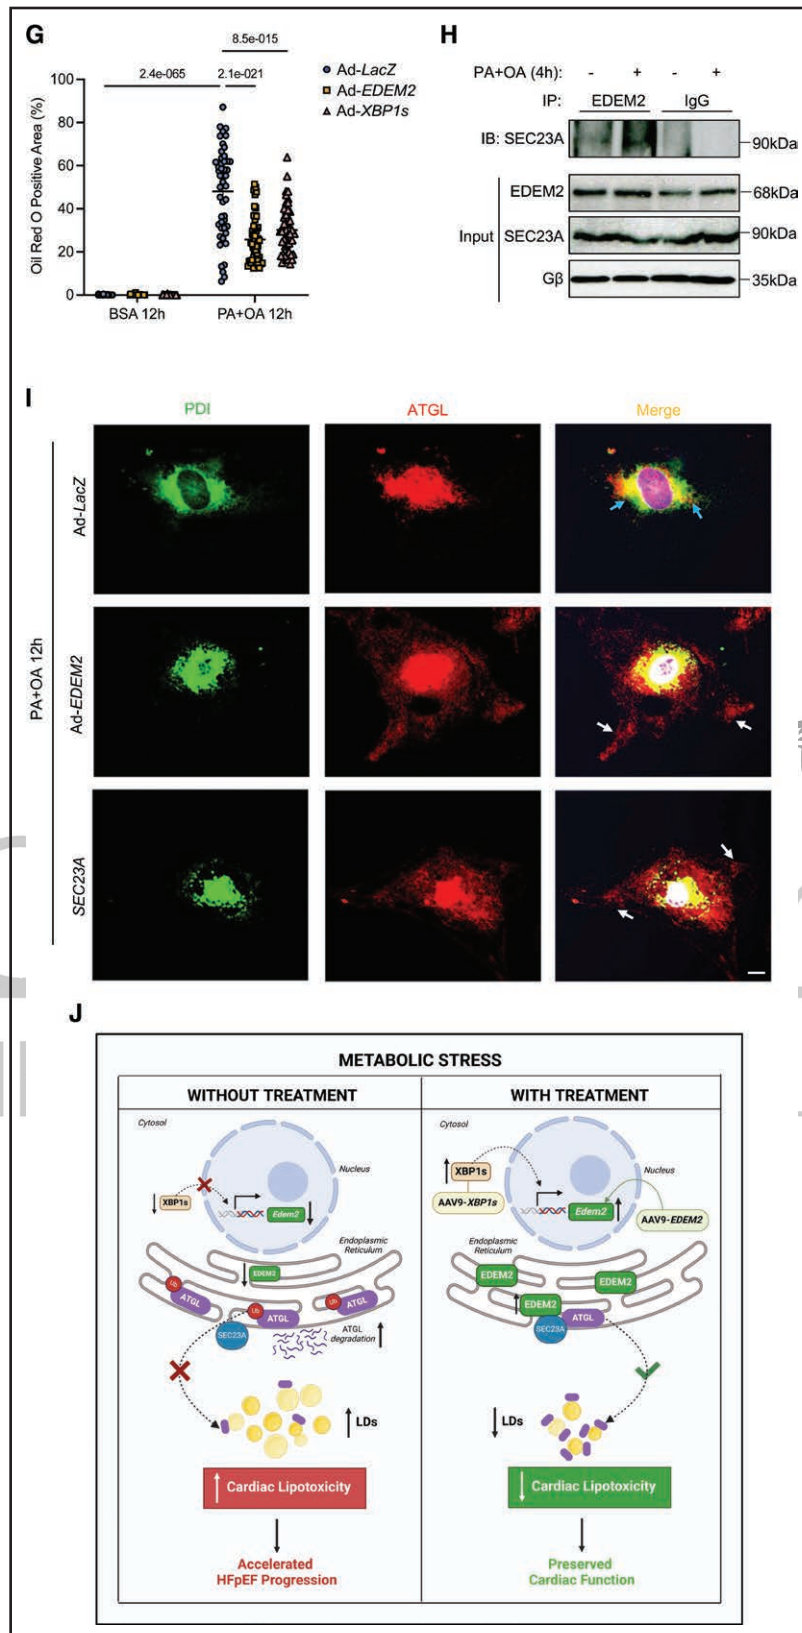 G
8.5e-015
2.4e-065
2.1e-021
Ad-LacZ
Ad-EDEM2
Ad-XBP1s
Oil Red O Positive Area (%)
100
80
60
40
20
0
BSA 12h
PA+OA 12h
H
PA+OA (4h): - + - +
IP: EDEM2 IgG
IB: SEC23A
90kDa
Input
EDEM2
68kDa
SEC23A
90kDa
Gβ
35kDa
I
PDI
ATGL
Merge
PA+OA 12h
Ad-LacZ
Ad-EDEM2
SEC23A
J
METABOLIC STRESS
WITHOUT TREATMENT
Cytosol
Nucleus
XBP1s
Edem2
Endoplasmic
Reticulum
EDEM2
Ub
ATGL
Ub
ATGL
Ub
ATGL
SEC23A
ATGL
degradation
LDs
Cardiac Lipotoxicity
Accelerated
HFpEF Progression
WITH TREATMENT
Cytosol
XBP1s
AAV9-XBP1s
Nucleus
Edem2
AAV9-EDEM2
Endoplasmic
Reticulum
EDEM2
EDEM2
EDEM2
SEC23A
ATGL
LDs
Cardiac Lipotoxicity
Preserved
Cardiac Function